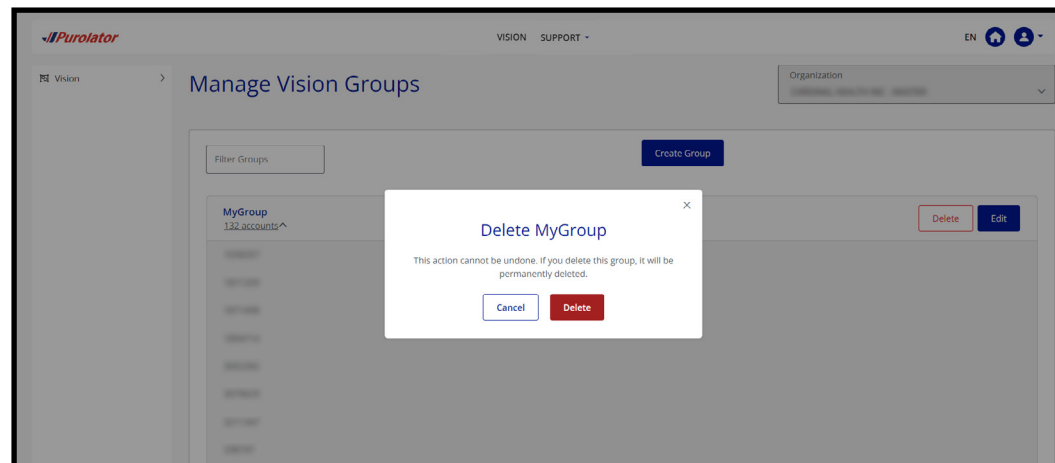 Purolator
VISION SUPPORT
EN
Vision
Manage Vision Groups
Organization
Filter Groups
Create Group
MyGroup
132 accounts
Delete Edit
Delete MyGroup
This action cannot be undone. If you delete this group, it will be
permanently deleted.
Cancel Delete